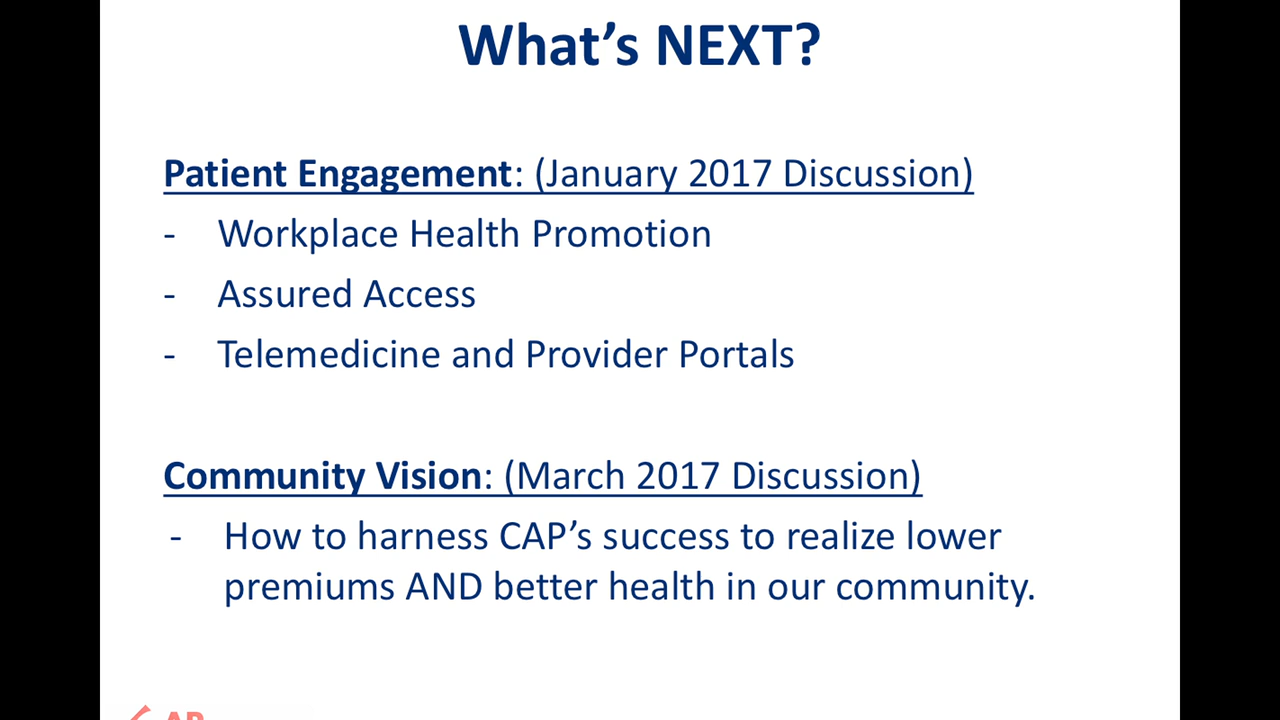 What’s NEXT?
Patient Engagement: (January 2017 Discussion)
- Workplace Health Promotion
- Assured Access
- Telemedicine and Provider Portals
Community Vision: (March 2017 Discussion)
- How to harness CAP’s success to realize lower
premiums AND better health in our community.